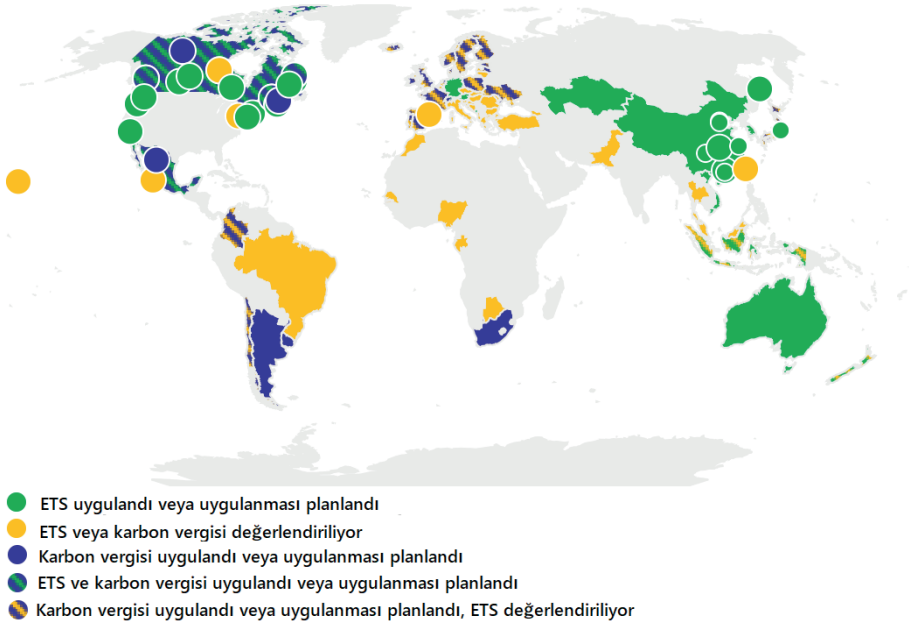 ETS uygulandı veya uygulanması planlandı
ETS veya karbon vergisi değerlendiriliyor
Karbon vergisi uygulandı veya uygulanması planlandı
ETS ve karbon vergisi uygulandı veya uygulanması planlandı
Karbon vergisi uygulandı veya uygulanması planlandı, ETS değerlendiriliyor